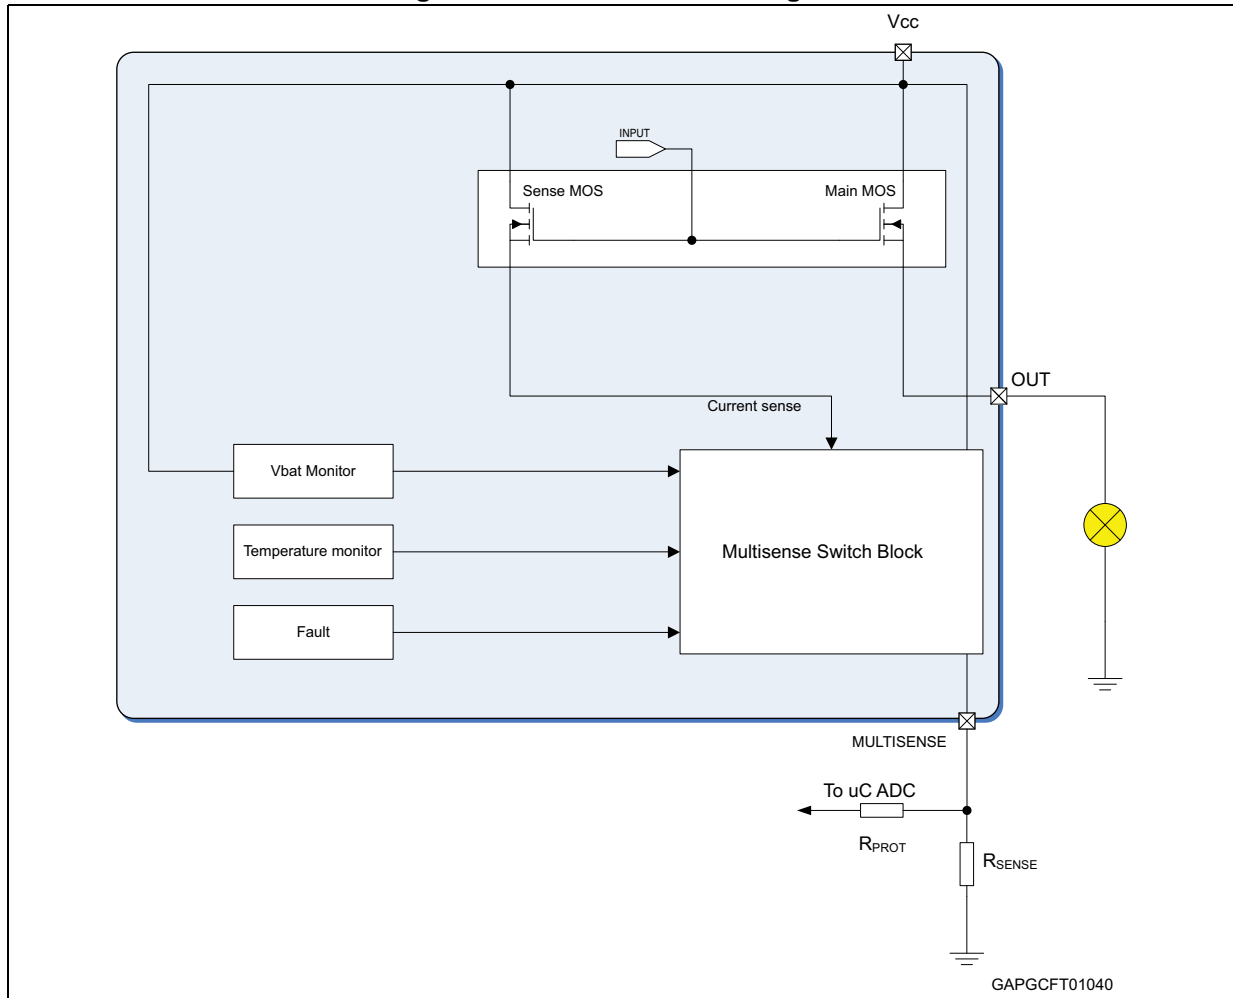 Vcc
INPUT
Sense MOS
Main MOS
OUT
Current sense
Vbat Monitor
Temperature monitor
Multisense Switch Block
Fault
MULTISENSE
To uC ADC
RPROT
RSENSE
GAPGCFT01040